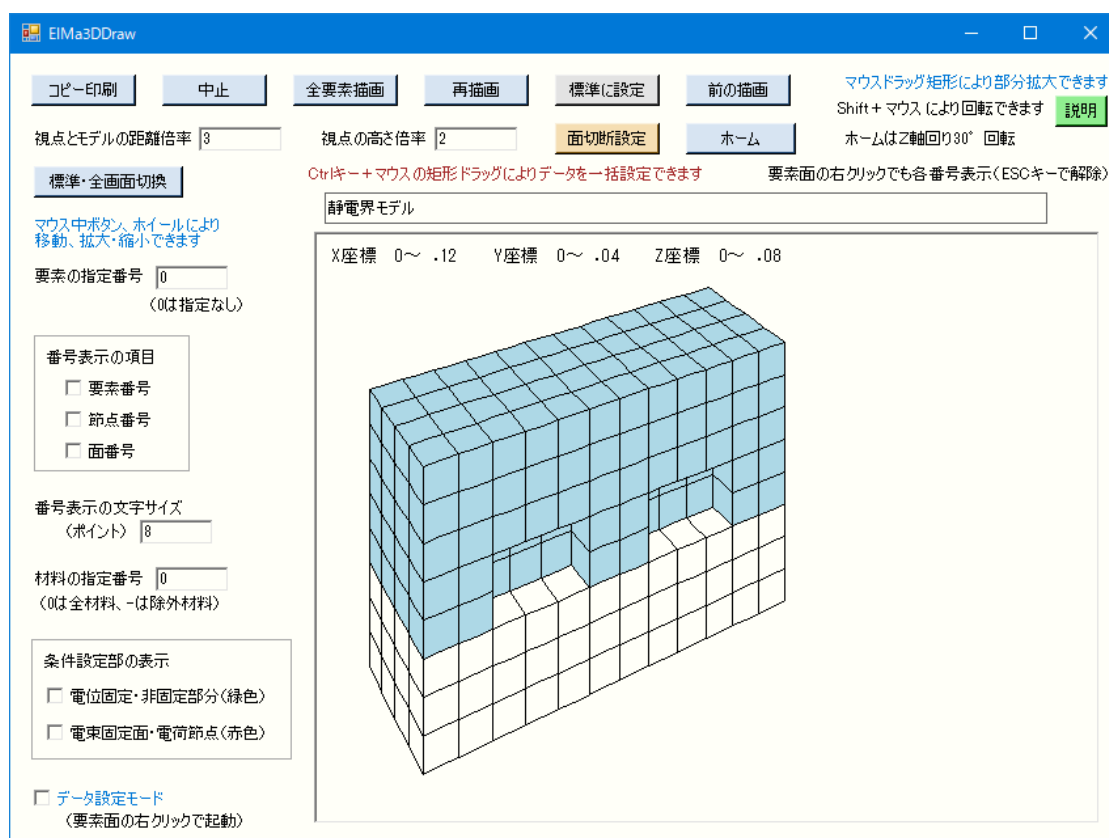 ElMa3DDraw
コピー印刷 中止 全要素描画 再描画 標準に設定 前の描画 マウスドラッグ矩形により部分拡大できます
Shift+マウスにより回転できます 説明
視点とモデルの距離倍率 3 視点の高さ倍率 2 面切断設定 ホーム ホームはZ軸回り30° 回転
標準・全画面切換 Ctrlキー+マウスの矩形ドラッグによりデータを一括設定できます 要素面の右クリックでも各番号表示(ESCキーで解除)
静電界モデル
マウス中ボタン、ホイールにより
移動、拡大・縮小できます
X座標 0～ .12 Y座標 0～ .04 Z座標 0～ .08
要素の指定番号 0
(0は指定なし)
番号表示の項目
要素番号
節点番号
面番号
番号表示の文字サイズ
(ポイント) 8
材料の指定番号 0
(0は全材料、-は除外材料)
条件設定部の表示
電位固定・非固定部分(緑色)
電束固定面・電荷節点(赤色)
データ設定モード
(要素面の右クリックで起動)